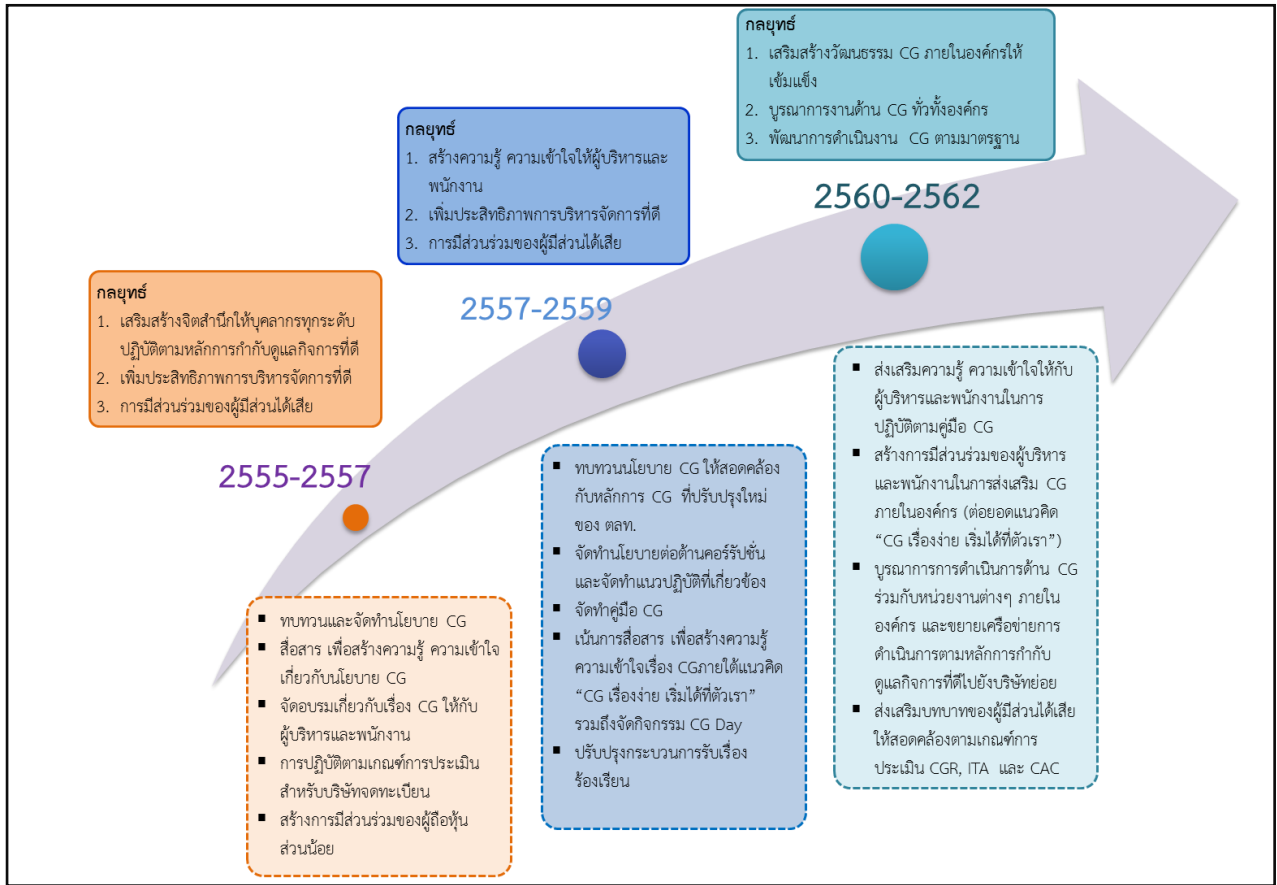 กลยุทธ์
1. เสริมสร้างจิตสำนึกให้บุคลากรทุกระดับ
ปฏิบัติตามหลักการกำกับดูแลกิจการที่ดี
2. เพิ่มประสิทธิภาพการบริหารจัดการที่ดี
3. การมีส่วนร่วมของผู้มีส่วนได้เสีย
2555-2557
▪ ทบทวนและจัดทำนโยบาย CG
▪ สื่อสาร เพื่อสร้างความรู้ ความเข้าใจ
เกี่ยวกับนโยบาย CG
▪ จัดอบรมเกี่ยวกับเรื่อง CG ให้กับ
ผู้บริหารและพนักงาน
▪ การปฏิบัติตามเกณฑ์การประเมิน
สำหรับบริษัทจดทะเบียน
▪ สร้างการมีส่วนร่วมของผู้ถือหุ้น
ส่วนน้อย
กลยุทธ์
1. สร้างความรู้ ความเข้าใจให้ผู้บริหารและ
พนักงาน
2. เพิ่มประสิทธิภาพการบริหารจัดการที่ดี
3. การมีส่วนร่วมของผู้มีส่วนได้เสีย
2557-2559
▪ ทบทวนนโยบาย CG ให้สอดคล้อง
กับหลักการ CG ที่ปรับปรุงใหม่
ของ ตลท.
▪ จัดทำนโยบายต่อต้านคอร์รัปชั่น
และจัดทำแนวปฏิบัติที่เกี่ยวข้อง
▪ จัดทำคู่มือ CG
▪ เน้นการสื่อสาร เพื่อสร้างความรู้
ความเข้าใจเรื่อง CGภายใต้แนวคิด
“CG เรื่องง่าย เริ่มได้ที่ตัวเรา”
รวมถึงจัดกิจกรรม CG Day
▪ ปรับปรุงกระบวนการรับเรื่อง
ร้องเรียน
กลยุทธ์
1. เสริมสร้างวัฒนธรรม CG ภายในองค์กรให้
เข้มแข็ง
2. บูรณาการงานด้าน CG ทั่วทั้งองค์กร
3. พัฒนาการดำเนินงาน CG ตามมาตรฐาน
2560-2562
▪ ส่งเสริมความรู้ ความเข้าใจให้กับ
ผู้บริหารและพนักงานในการ
ปฏิบัติตามคู่มือ CG
▪ สร้างการมีส่วนร่วมของผู้บริหาร
และพนักงานในการส่งเสริม CG
ภายในองค์กร (ต่อยอดแนวคิด
“CG เรื่องง่าย เริ่มได้ที่ตัวเรา”)
▪ บูรณาการการดำเนินการด้าน CG
ร่วมกับหน่วยงานต่างๆ ภายใน
องค์กร และขยายเครือข่ายการ
ดำเนินการตามหลักการกำกับ
ดูแลกิจการที่ดีไปยังบริษัทย่อย
▪ ส่งเสริมบทบาทของผู้มีส่วนได้เสีย
ให้สอดคล้องตามเกณฑ์การ
ประเมิน CGR, ITA และ CAC